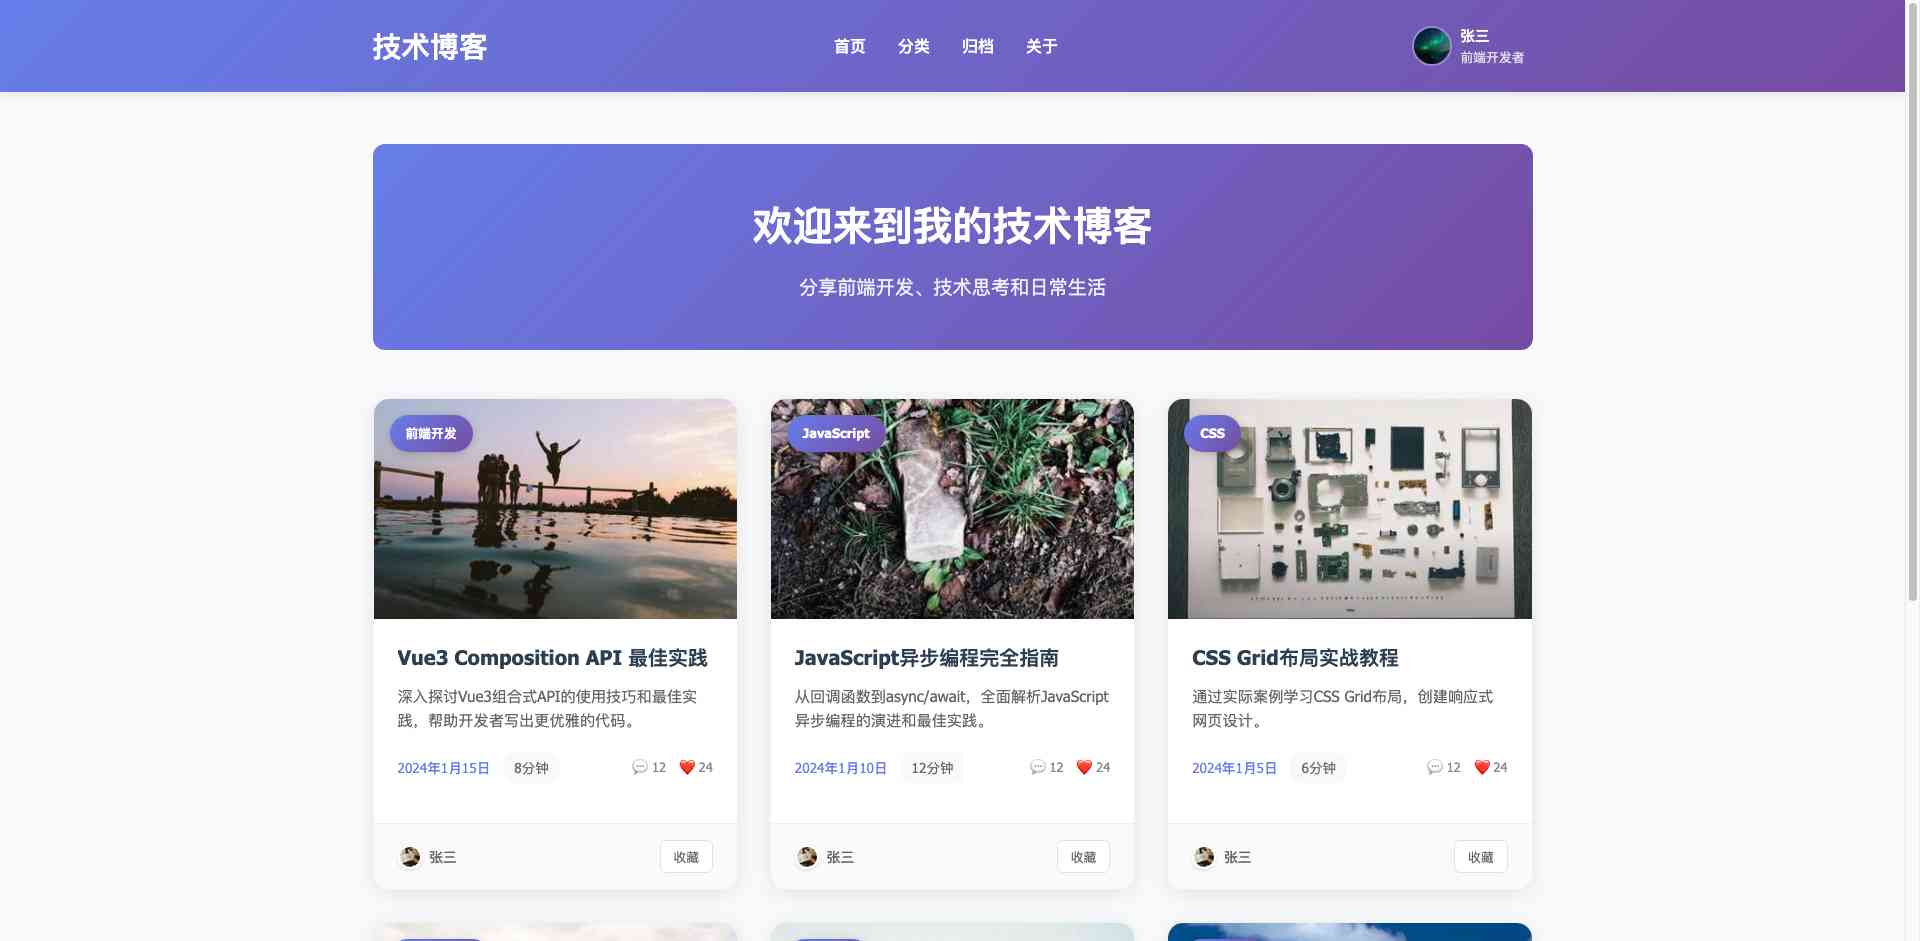 技术博客
首页
分类
归档
关于
张三
前端开发者
欢迎来到我的技术博客
分享前端开发、技术思考和日常生活
前端开发
Vue3 Composition API 最佳实践
深入探讨Vue3组合式API的使用技巧和最佳实
践，帮助开发者写出更优雅的代码。
2024年1月15日
8分钟
12
24
张三
收藏
JavaScript
JavaScript异步编程完全指南
从回调函数到async/await，全面解析JavaScript
异步编程的演进和最佳实践。
2024年1月10日
12分钟
12
24
张三
收藏
CSS
CSS Grid布局实战教程
通过实际案例学习CSS Grid布局，创建响应式
网页设计。
2024年1月5日
6分钟
12
24
张三
收藏